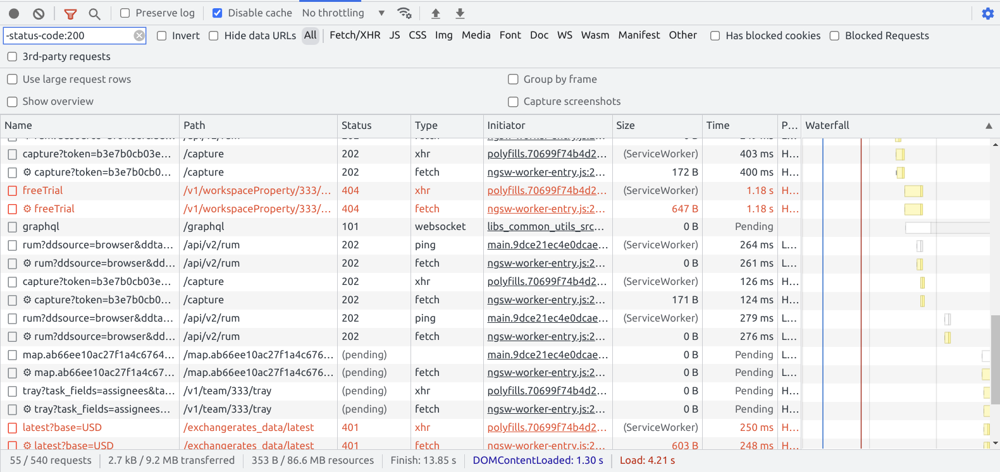 Preserve log Disable cache No throttling
-status-code:200 Invert Hide data URLs All Fetch/XHR JS CSS Img Media Font Doc WS Wasm Manifest Other Has blocked cookies Blocked Requests
3rd-party requests
Use large request rows Group by frame
Show overview Capture screenshots
Name Path Status Type Initiator Size Time P... Waterfall
capture?token=b3e7b0cb03e... /capture 202 xhr polyfills.70699f74b4d2... (ServiceWorker) 403 ms H...
capture?token=b3e7b0cb0... /capture 202 fetch ngsw-worker-entry.js:2... 172 B 400 ms H...
freeTrial /v1/workspaceProperty/333/... 404 xhr polyfills.70699f74b4d2... (ServiceWorker) 1.18 s H...
freeTrial /v1/workspaceProperty/333/... 404 fetch ngsw-worker-entry.js:2... 647 B 1.18 s H...
graphql /graphql 101 websocket libs_common_utils_src... 0 B Pending
rum?ddsource=browser&ddta... /api/v2/rum 202 ping main.9dce21ec4e0dcae... (ServiceWorker) 264 ms L...
rum?ddsource=browser&dd... /api/v2/rum 202 fetch ngsw-worker-entry.js:2... 0 B 261 ms L...
capture?token=b3e7b0cb03e... /capture 202 xhr polyfills.70699f74b4d2... (ServiceWorker) 126 ms H...
capture?token=b3e7b0cb0... /capture 202 fetch ngsw-worker-entry.js:2... 171 B 124 ms H...
rum?ddsource=browser&ddta... /api/v2/rum 202 ping main.9dce21ec4e0dcae... (ServiceWorker) 279 ms L...
rum?ddsource=browser&dd... /api/v2/rum 202 fetch ngsw-worker-entry.js:2... 0 B 276 ms L...
map.ab66ee10ac27f1a4c6764... /map.ab66ee10ac27f1a4c676... (pending) main.9dce21ec4e0dcae... 0 B Pending L...
map.ab66ee10ac27f1a4c67... /map.ab66ee10ac27f1a4c676... (pending) fetch ngsw-worker-entry.js:2... 0 B Pending L...
tray?task_fields=assignees&ta... /v1/team/333/tray (pending) xhr polyfills.70699f74b4d2... 0 B Pending H...
tray?task_fields=assignees... /v1/team/333/tray (pending) fetch ngsw-worker-entry.js:2... 0 B Pending H...
latest?base=USD /exchangerates_data/latest 401 xhr polyfills.70699f74b4d2... (ServiceWorker) 250 ms H...
latest?base=USD /exchangerates_data/latest 401 fetch ngsw-worker-entry.js:2... 603 B 248 ms H...
55 / 540 requests 2.7 kB / 9.2 MB transferred 353 B / 86.6 MB resources Finish: 13.85 s DOMContentLoaded: 1.30 s Load: 4.21 s